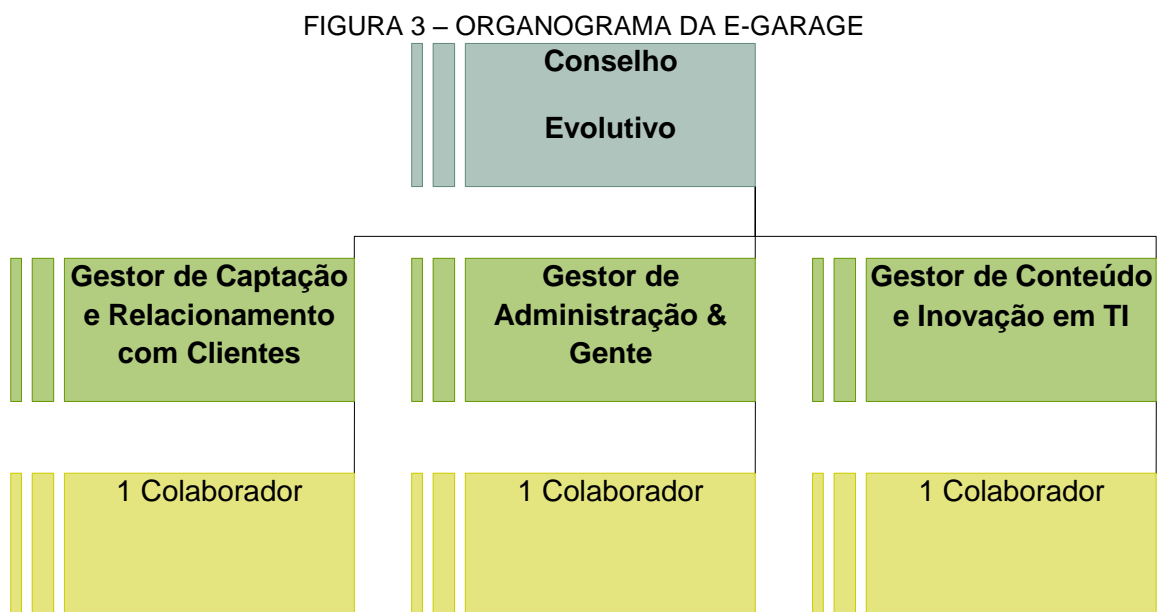 FIGURA 3 – ORGANOGRAMA DA E-GARAGE
Conselho
Evolutivo
Gestor de Captação
e Relacionamento
com Clientes
Gestor de
Administração &
Gente
Gestor de Conteúdo
e Inovação em TI
1 Colaborador
1 Colaborador
1 Colaborador